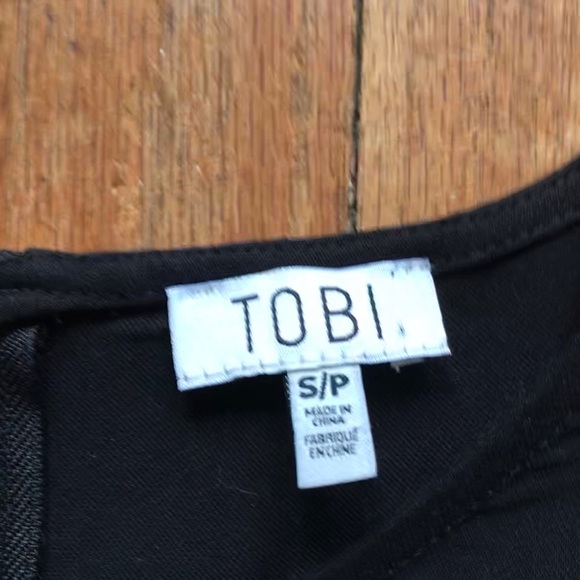 TOBI
S/P
MADE IN
CHINA
FABRIQUÉ
EN CHINE